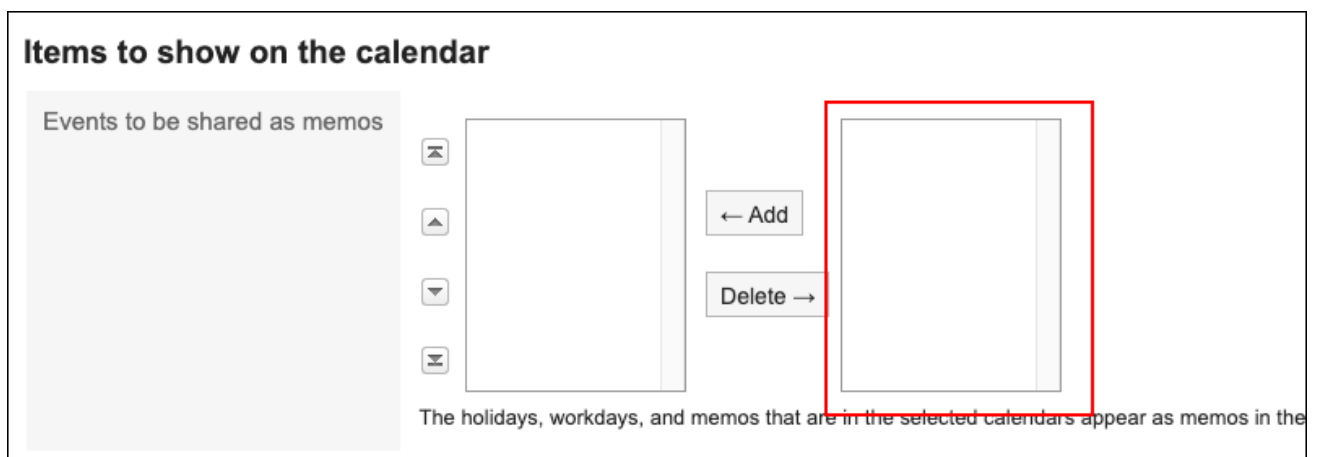 Items to show on the calendar
Events to be shared as memos
← Add
Delete →
The holidays, workdays, and memos that are in the selected calendars appear as memos in the